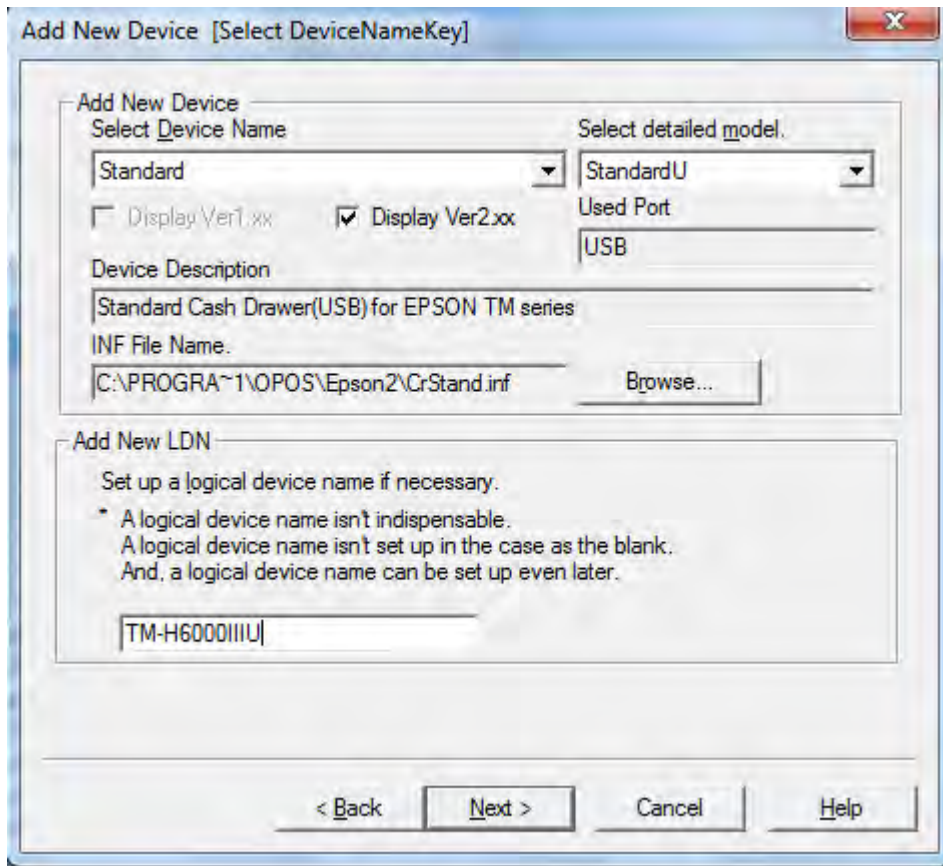 Add New Device [Select DeviceNameKey]
Add New Device
Select Device Name
Select detailed model.
Standard
StandardU
Display Ver1.xx
Display Ver2.xx
Used Port
USB
Device Description
Standard Cash Drawer(USB) for EPSON TM series
INF File Name.
C:\PROGRA~1\OPOS\Epson2\CrStand.inf
Browse...
Add New LDN
Set up a logical device name if necessary.
* A logical device name isn't indispensable.
A logical device name isn't set up in the case as the blank.
And, a logical device name can be set up even later.
TM-H6000IIIU
< Back
Next >
Cancel
Help